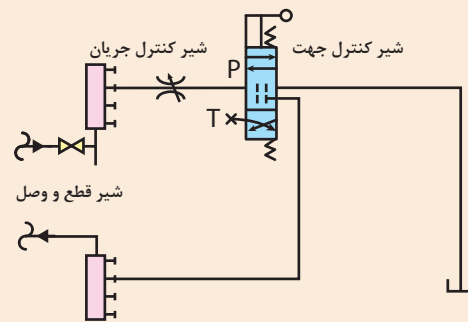 شیر کنترل جهت
شیر کنترل جریان
P
T
شیر قطع و وصل